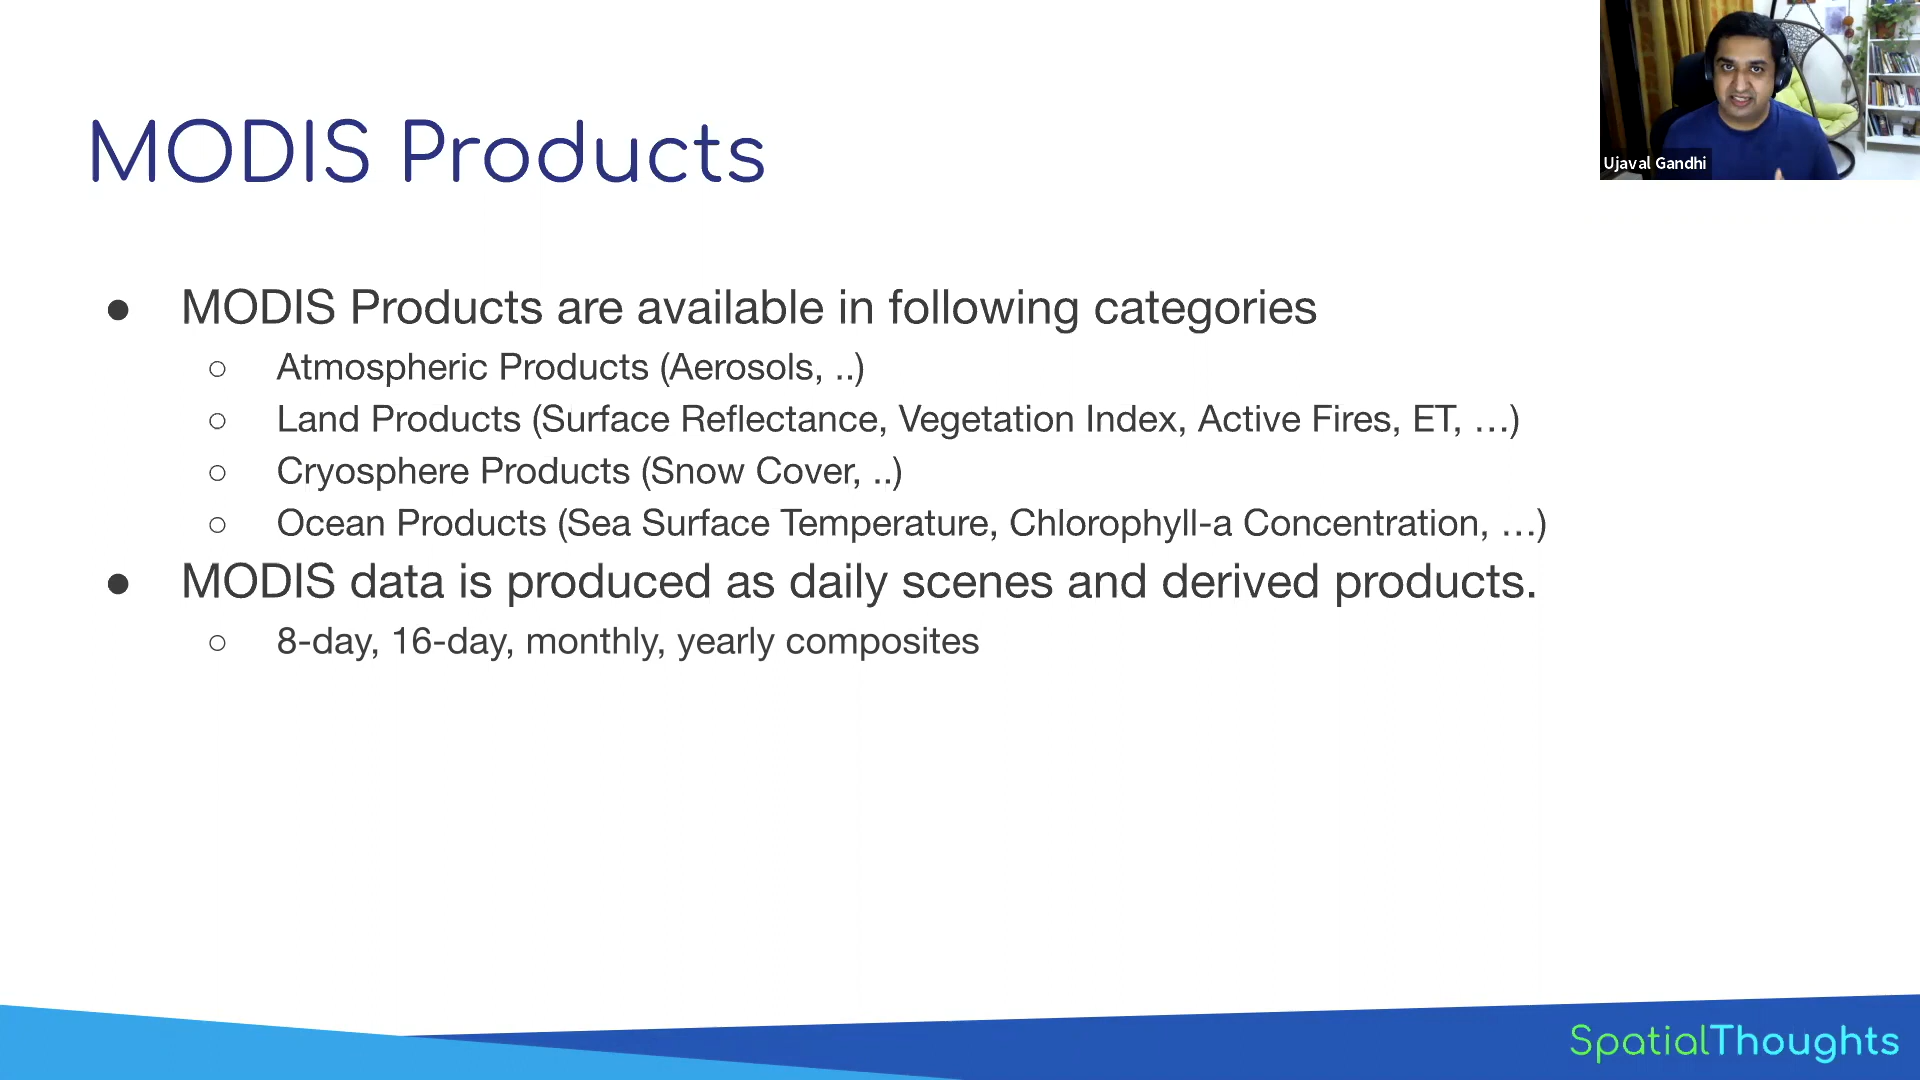 MODIS Products
Ujaval Gandhi
● MODIS Products are available in following categories
○ Atmospheric Products (Aerosols, ..)
○ Land Products (Surface Reflectance, Vegetation Index, Active Fires, ET, …)
○ Cryosphere Products (Snow Cover, ..)
○ Ocean Products (Sea Surface Temperature, Chlorophyll-a Concentration, …)
● MODIS data is produced as daily scenes and derived products.
○ 8-day, 16-day, monthly, yearly composites
SpatialThoughts